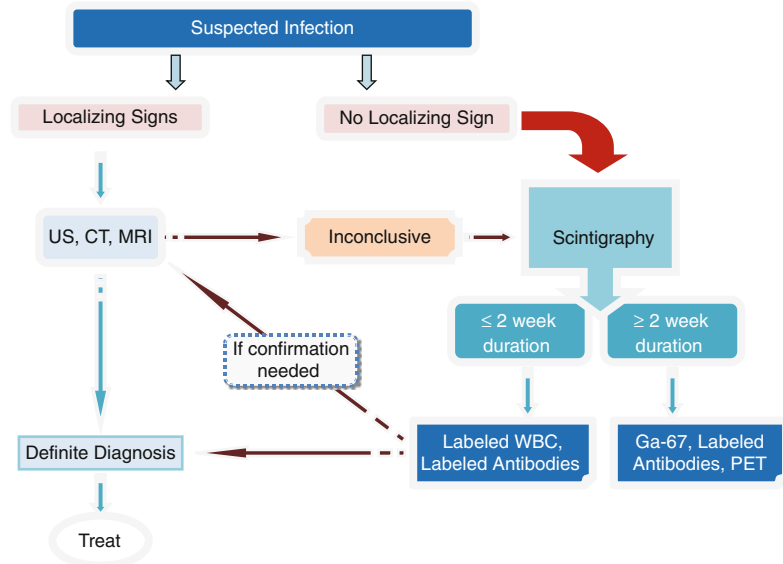 Suspected Infection
Localizing Signs
No Localizing Sign
US, CT, MRI
Inconclusive
Scintigraphy
≤ 2 week
duration
≥ 2 week
duration
If confirmation
needed
Definite Diagnosis
Labeled WBC,
Labeled Antibodies
Ga-67, Labeled
Antibodies, PET
Treat